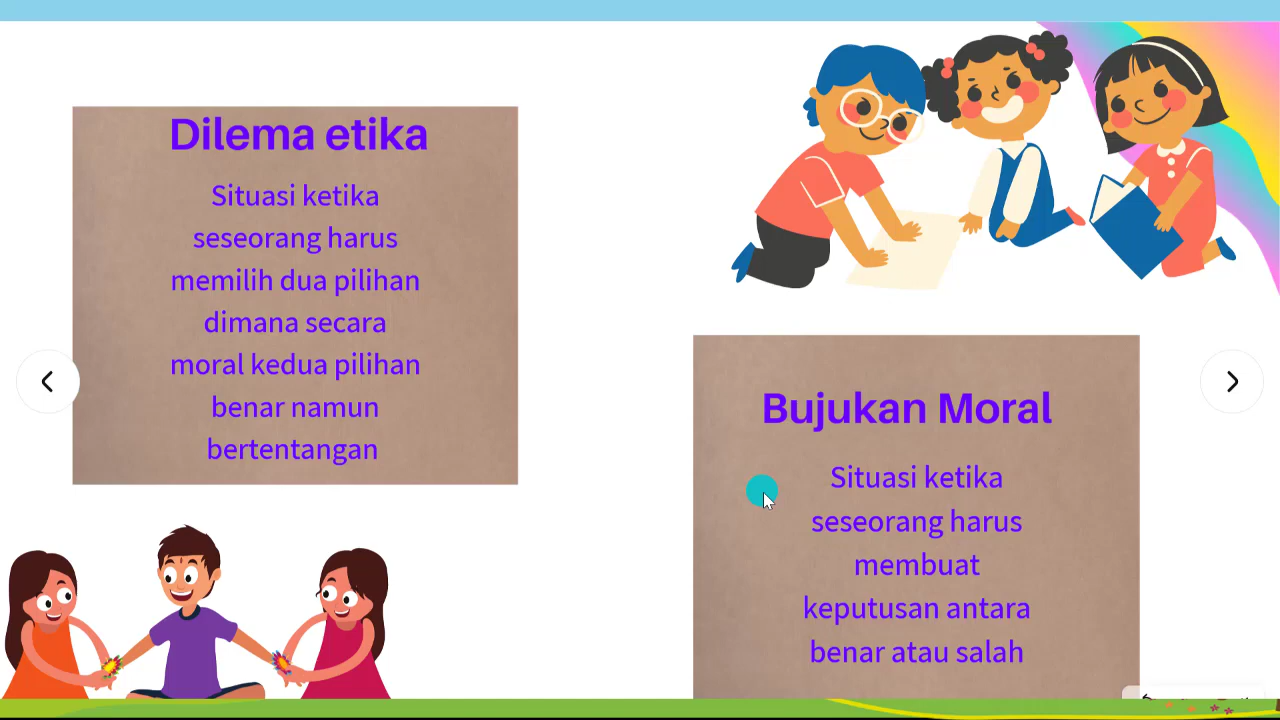 Dilema etika
Situasi ketika
seseorang harus
memilih dua pilihan
dimana secara
moral kedua pilihan
benar namun
bertentangan
Bujukan Moral
Situasi ketika
seseorang harus
membuat
keputusan antara
benar atau salah